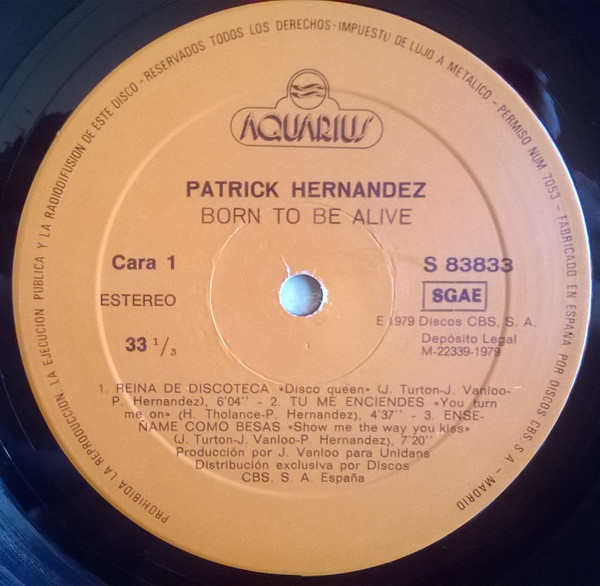 PROHIBIDA LA REPRODUCCION, LA EJECUCION PUBLICA Y LA RADIODIFUSION DE ESTE DISCO-RESERVADOS TODOS LOS DERECHOS-IMPUESTO DE LUJO A METALICO-PERMISO NUM. 7053-FABRICADO EN ESPAÑA POR DISCOS CBS, S.A.-MADRID
AQUARIUS
PATRICK HERNANDEZ
BORN TO BE ALIVE
Cara 1
S 83833
ESTEREO
SGAE
E 1979 Discos CBS, S. A.
33 1/3
Depósito Legal
M-22339-1979
1. REINA DE DISCOTECA «Disco queen» (J. Turton-J. Vanloo-
P. Hernandez), 6'04" - 2. TU ME ENCIENDES «You turn
me on» (H. Tholance-P. Hernandez), 4'37" - 3. ENSE-
ÑAME COMO BESAS «Show me the way you kiss»
(J. Turton-J. Vanloo-P. Hernandez), 7'20"
Producción por J. Vanloo para Unidans
Distribución exclusiva por Discos
CBS. S. A. España